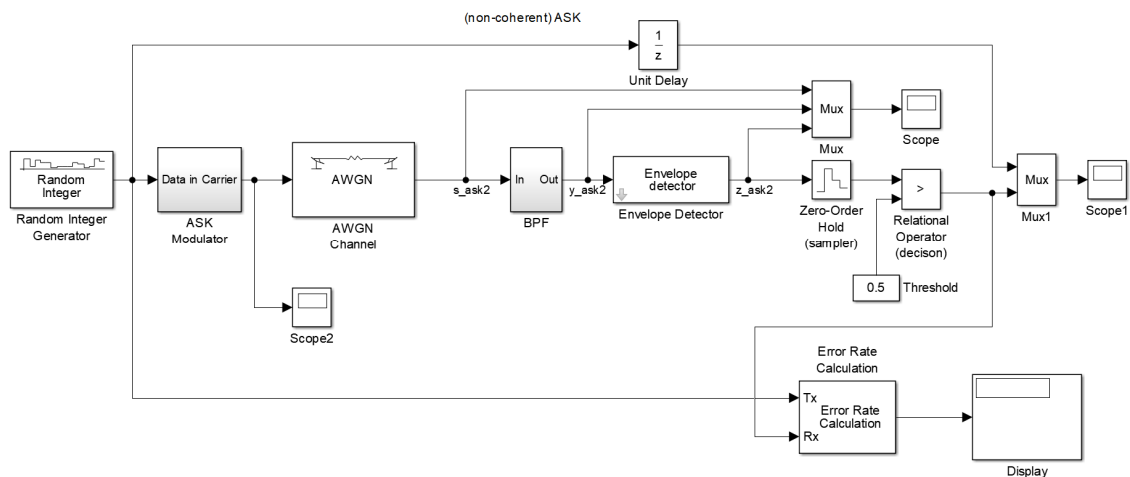 (non-coherent) ASK
1
z
Unit Delay
Mux
Mux
Scope
Random
Integer
Random Integer
Generator
Data in Carrier
ASK
Modulator
AWGN
AWGN
Channel
s_ask2
In Out
BPF
y_ask2
Envelope
detector
Envelope Detector
z_ask2
Zero-Order
Hold
(sampler)
>
Relational
Operator
(decison)
Mux
Mux1
Scope1
0.5 Threshold
Scope2
Error Rate
Calculation
Tx
Rx
Error Rate
Calculation
Display